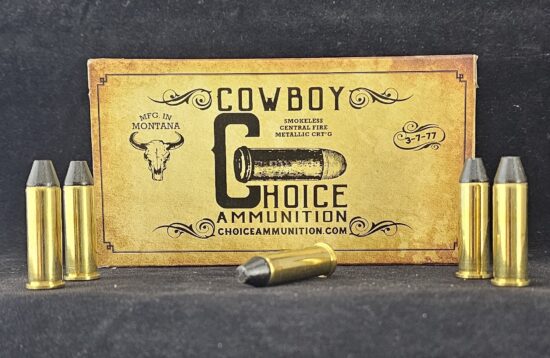 COWBOY
MFG. IN
MONTANA
SMOKELESS
CENTRAL FIRE
METALLIC CRT'G
3-7-77
CHOICE
AMMUNITION
CHOICEAMMUNITION.COM